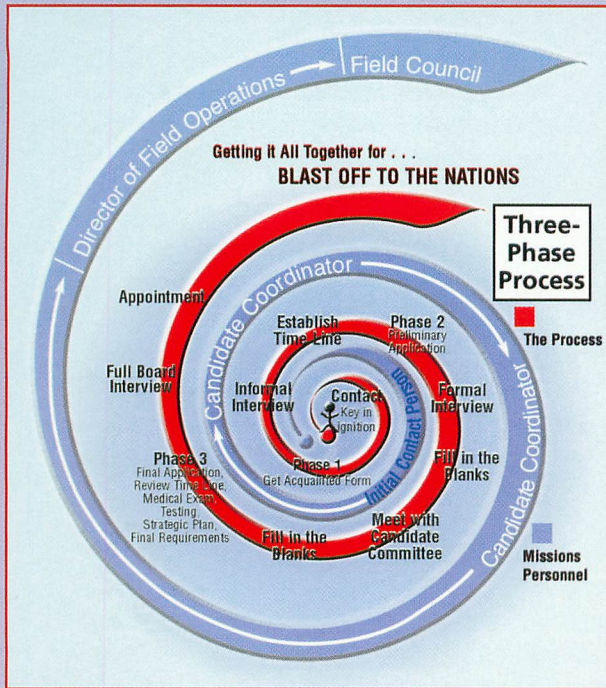 Director of Field Operations
Field Council
Getting it All Together for . . .
BLAST OFF TO THE NATIONS
Three-
Phase
Process
The Process
Candidate Coordinator
Candidate Coordinator
Initial Contact Person
Contact
Key in
ignition
Phase 1
Get Acquainted Form
Informal
Interview
Establish
Time Line
Phase 2
Preliminary
Application
Formal
Interview
Fill in the
Blanks
Meet with
Candidate
Committee
Fill in the
Blanks
Phase 3
Final Application,
Review Time Line,
Medical Exam,
Testing,
Strategic Plan,
Final Requirements
Full Board
Interview
Appointment
Missions
Personnel